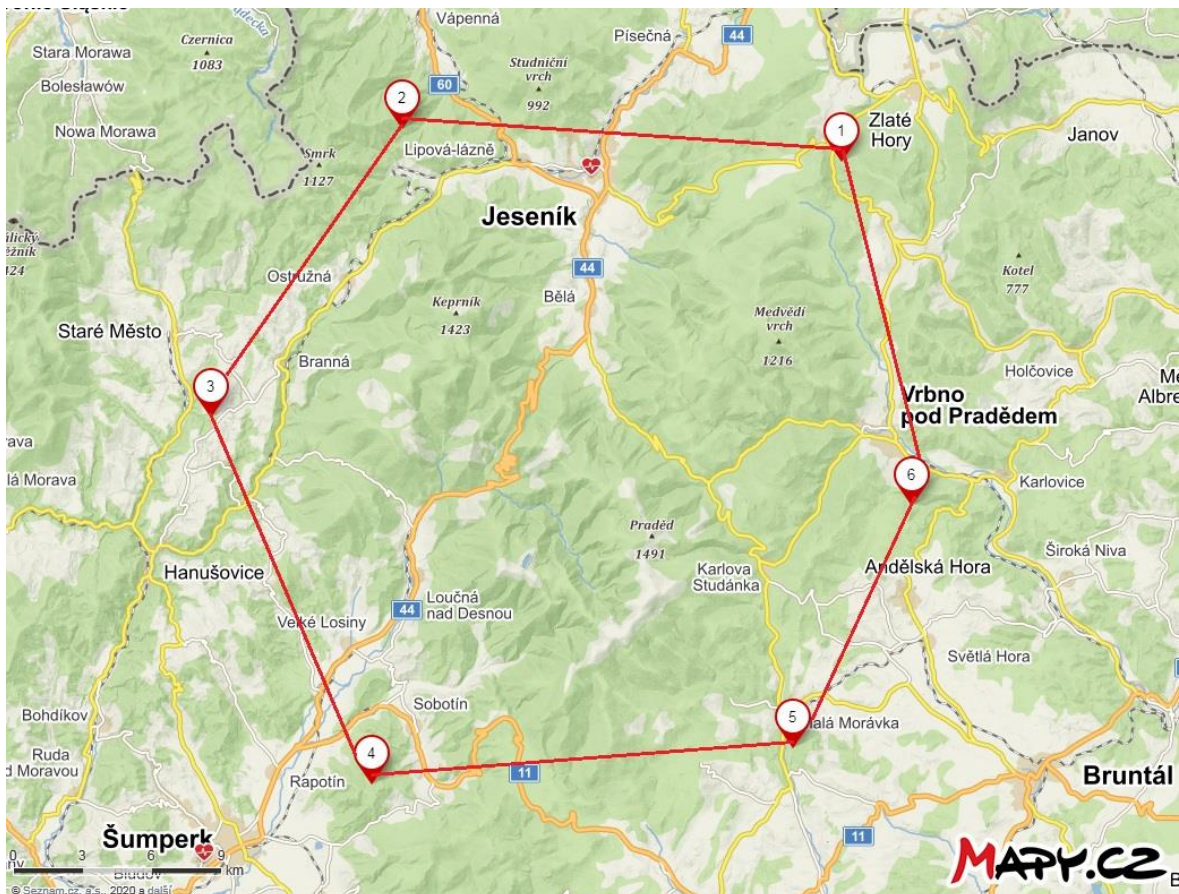 Vápenná
Písečná
44
Czernica
1083
Stara Morawa
Bolesławów
Studniční
vrch
992
60
2
Zlaté
Hory
1
Janov
Nowa Morawa
Smrk
1127
Lipová-lázně
Jeseník
44
Ostružná
Bělá
Kotel
777
Keprník
1423
Medvědí
vrch
1216
Staré Město
Branná
Holčovice
3
Vrbno
pod Pradědem
6
Karlovice
Praděd
1491
Široká Niva
Hanušovice
Karlova
Studánka
Andělská Hora
Loučná
nad Desnou
44
Velké Losiny
Světlá Hora
Sobotín
Bohdíkov
5
Malá Morávka
4
Ruda
Rapotín
11
Bruntál
Šumperk
11
0 3 6 9
km
MAPY.CZ
© Seznam.cz, a.s., 2020 a další